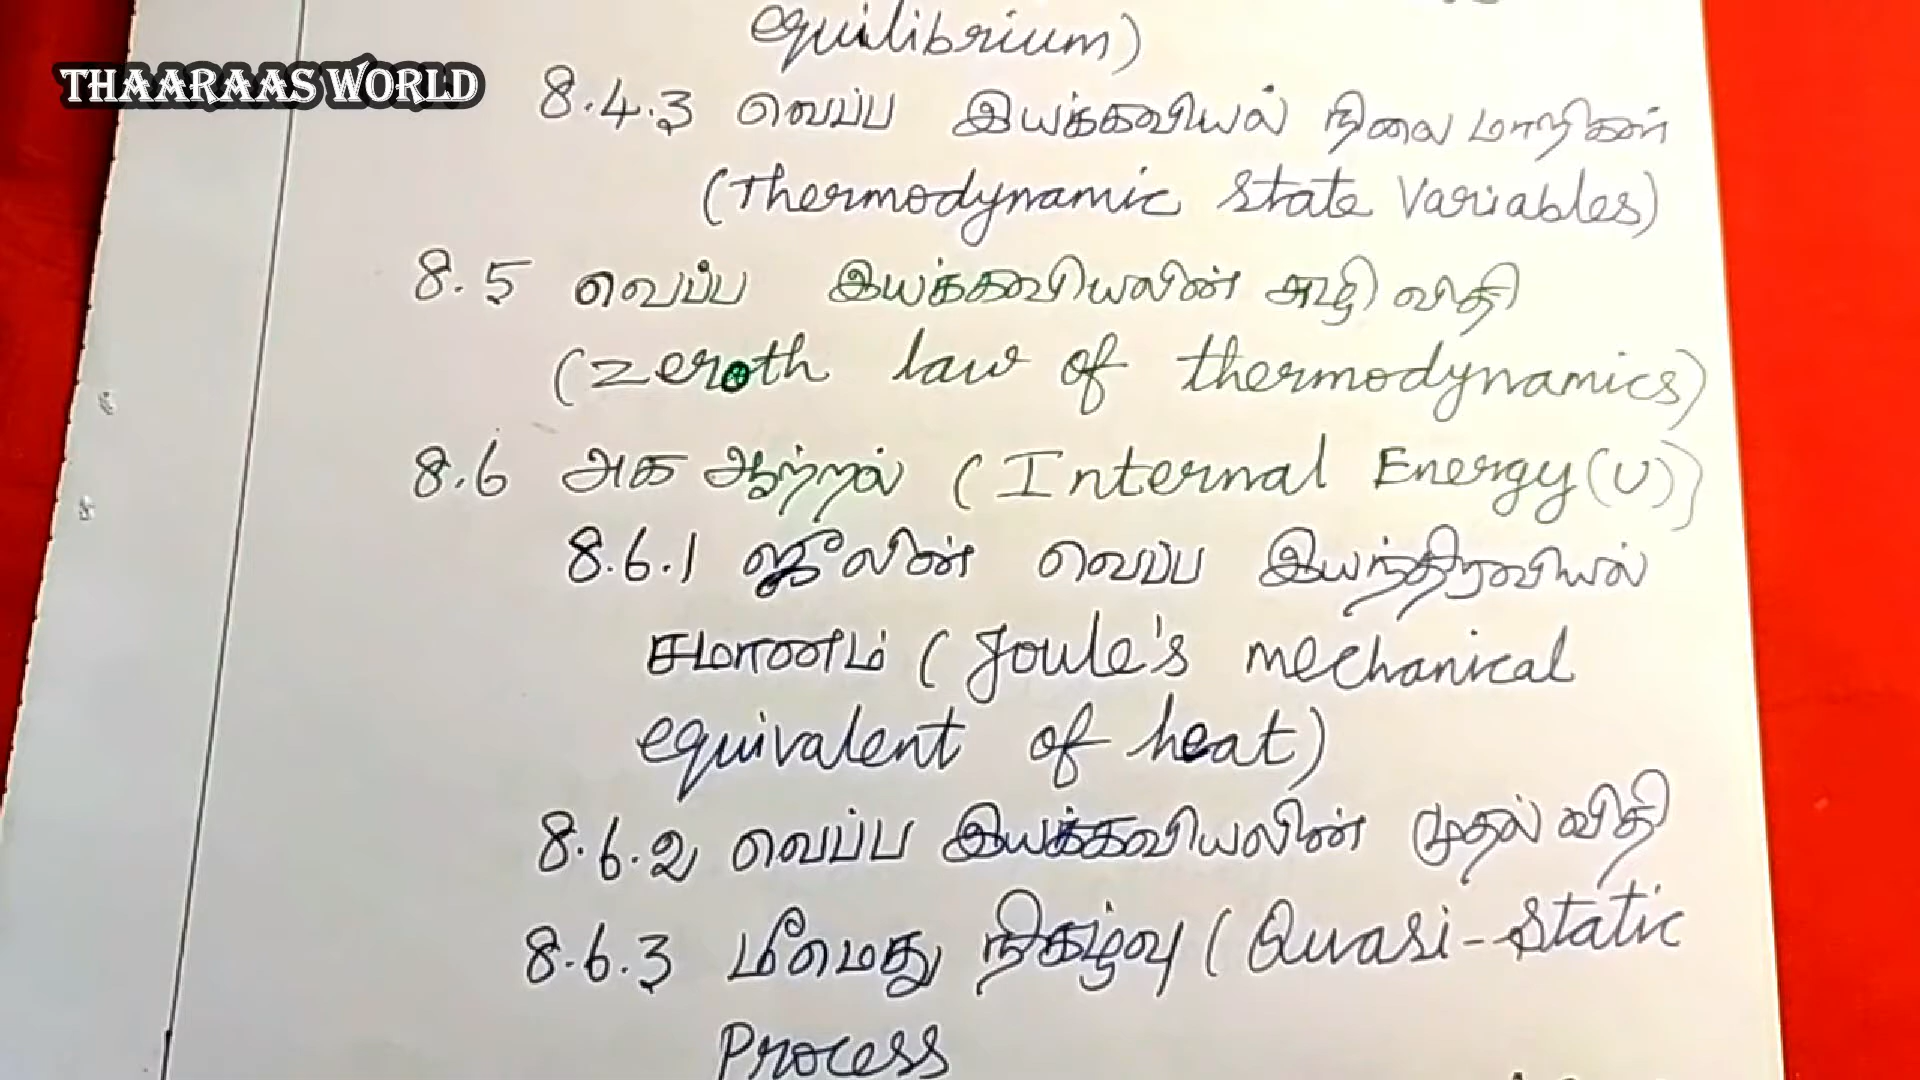 equilibrium)
THAARAAS WORLD
8.4.3 வெப்ப இயக்கவியல் நிலை மாறிகள்
(Thermodynamic State Variables)
8.5 வெப்ப இயக்கவியலின் சுழி விதி
(zeroth law of thermodynamics)
8.6 அக ஆற்றல் (Internal Energy (U))
8.6.1 ஜூலின் வெப்ப இயந்திரவியல்
சமானம் (Joule's mechanical
equivalent of heat)
8.6.2 வெப்ப இயக்கவியலின் முதல் விதி
8.6.3 மீமெது நிகழ்வு (Quasi-Static
Process